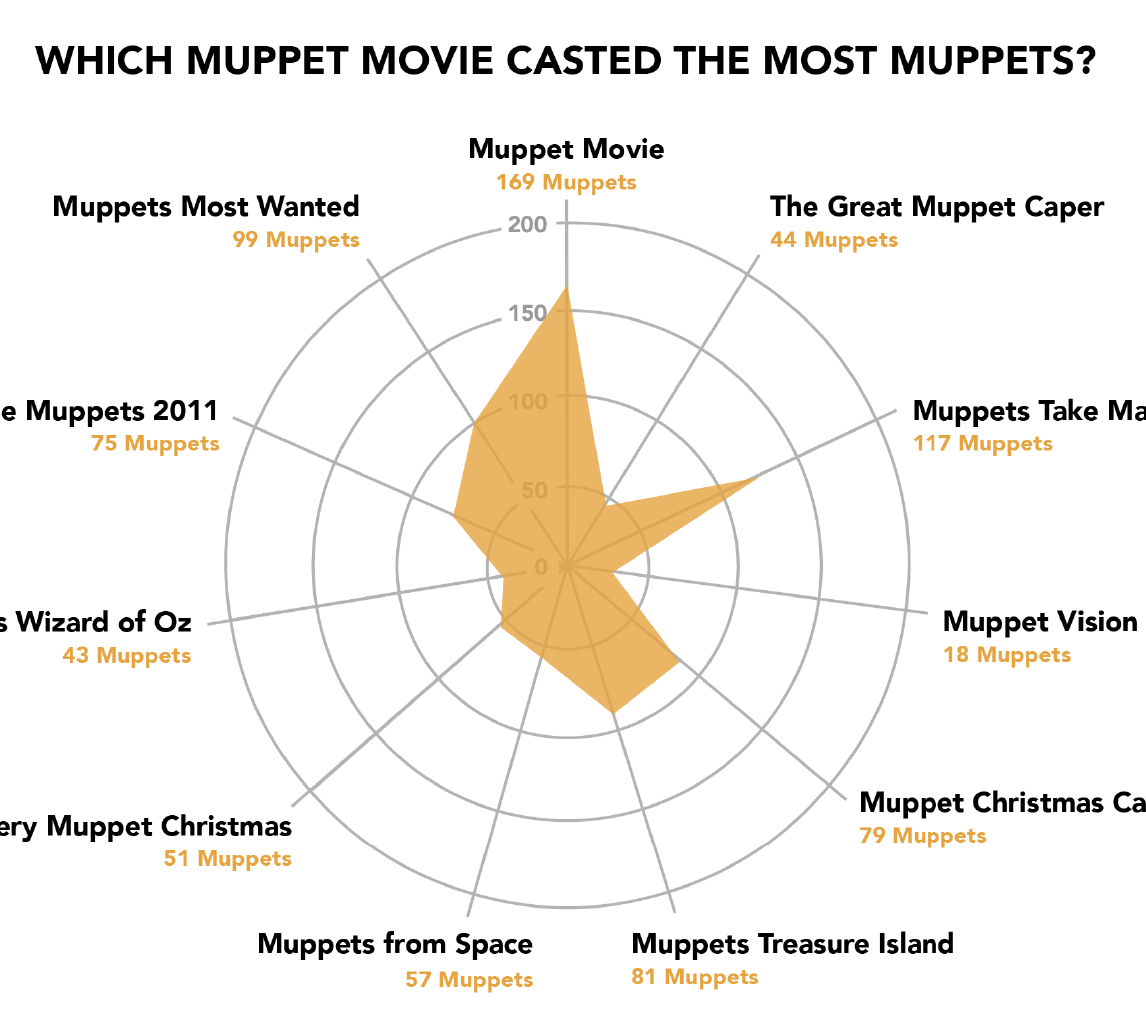 WHICH MUPPET MOVIE CASTED THE MOST MUPPETS?
Muppet Movie
169 Muppets
Muppets Most Wanted
99 Muppets
The Great Muppet Caper
44 Muppets
200
150
100
50
0
e Muppets 2011
75 Muppets
Muppets Take Ma
117 Muppets
s Wizard of Oz
43 Muppets
Muppet Vision
18 Muppets
ery Muppet Christmas
51 Muppets
Muppet Christmas Ca
79 Muppets
Muppets from Space
57 Muppets
Muppets Treasure Island
81 Muppets